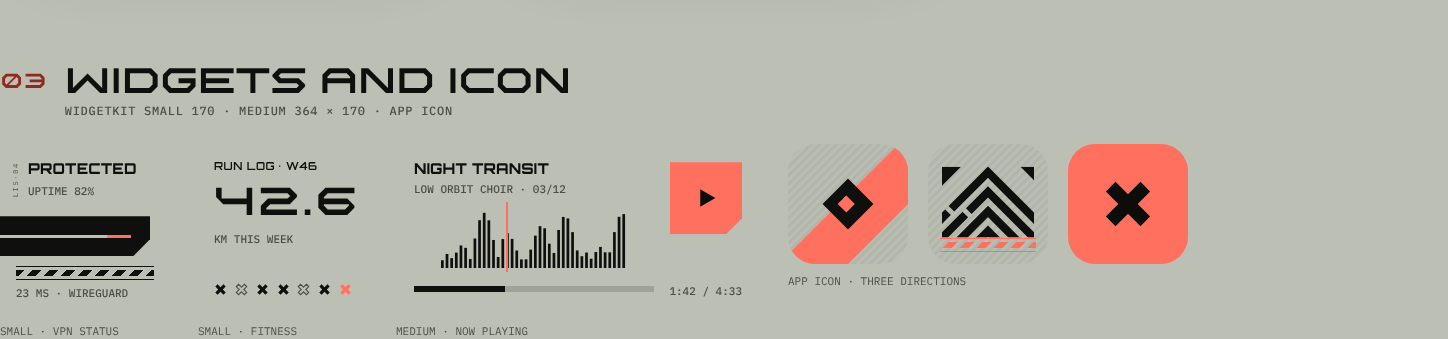 03 WIDGETS AND ICON
WIDGETKIT SMALL 170 · MEDIUM 364 × 170 · APP ICON
LIS-04
PROTECTED
UPTIME 82%
23 MS · WIREGUARD
SMALL · VPN STATUS
RUN LOG · W46
42.6
KM THIS WEEK
SMALL · FITNESS
NIGHT TRANSIT
LOW ORBIT CHOIR · 03/12
1:42 / 4:33
MEDIUM · NOW PLAYING
APP ICON · THREE DIRECTIONS